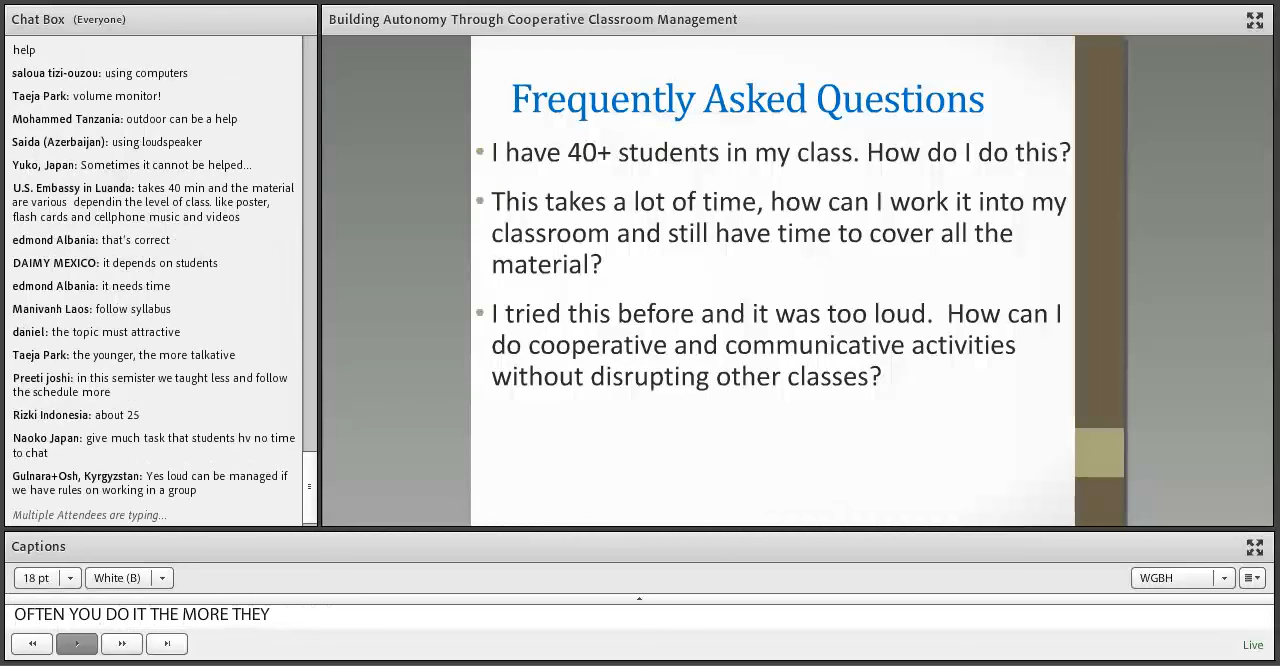 Chat Box (Everyone)
help
saloua tizi-ouzou: using computers
Taeja Park: volume monitor!
Mohammed Tanzania: outdoor can be a help
Saida (Azerbaijan): using loudspeaker
Yuko, Japan: Sometimes it cannot be helped...
U.S. Embassy in Luanda: takes 40 min and the material
are various dependin the level of class. like poster,
flash cards and cellphone music and videos
edmond Albania: that's correct
DAIMY MEXICO: it depends on students
edmond Albania: it needs time
Manivanh Laos: follow syllabus
daniel: the topic must attractive
Taeja Park: the younger, the more talkative
Preeti joshi: in this semister we taught less and follow
the schedule more
Rizki Indonesia: about 25
Naoko Japan: give much task that students hv no time
to chat
Gulnara+Osh, Kyrgyzstan: Yes loud can be managed if
we have rules on working in a group
Multiple Attendees are typing...
Building Autonomy Through Cooperative Classroom Management
Frequently Asked Questions
• I have 40+ students in my class. How do I do this?
• This takes a lot of time, how can I work it into my
classroom and still have time to cover all the
material?
• I tried this before and it was too loud.  How can I
do cooperative and communicative activities
without disrupting other classes?
Captions
18 pt
White (B)
WGBH
OFTEN YOU DO IT THE MORE THEY
Live